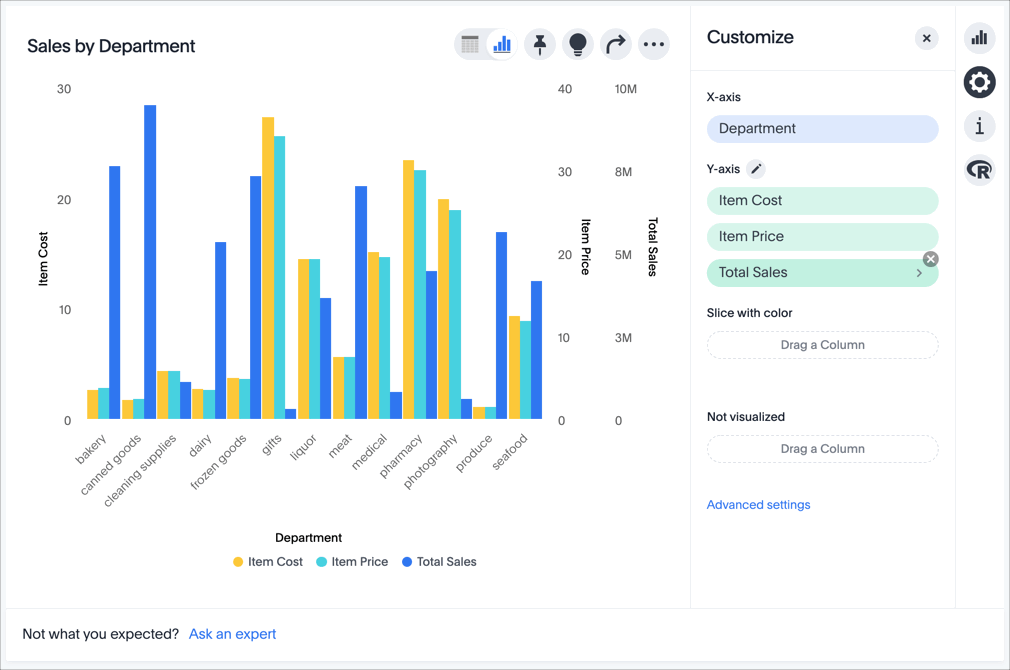 Sales by Department
30
20
10
0
Item Cost
40
30
20
10
0
Item Price
10M
8M
5M
3M
0
Total Sales
bakery
canned goods
cleaning supplies
dairy
frozen goods
gifts
liquor
meat
medical
pharmacy
photography
produce
seafood
Department
Item Cost Item Price Total Sales
Customize
X-axis
Department
Y-axis
Item Cost
Item Price
Total Sales
Slice with color
Drag a Column
Not visualized
Drag a Column
Advanced settings
i
R
Not what you expected? Ask an expert